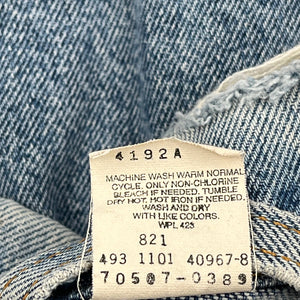 4192A
MACHINE WASH WARM NORMAL
CYCLE. ONLY NON-CHLORINE
BLEACH IF NEEDED. TUMBLE
DRY HOT. HOT IRON IF NEEDED.
WASH AND DRY
WITH LIKE COLORS.
WPL 423
821
493 1101 40967-8
70507-0389